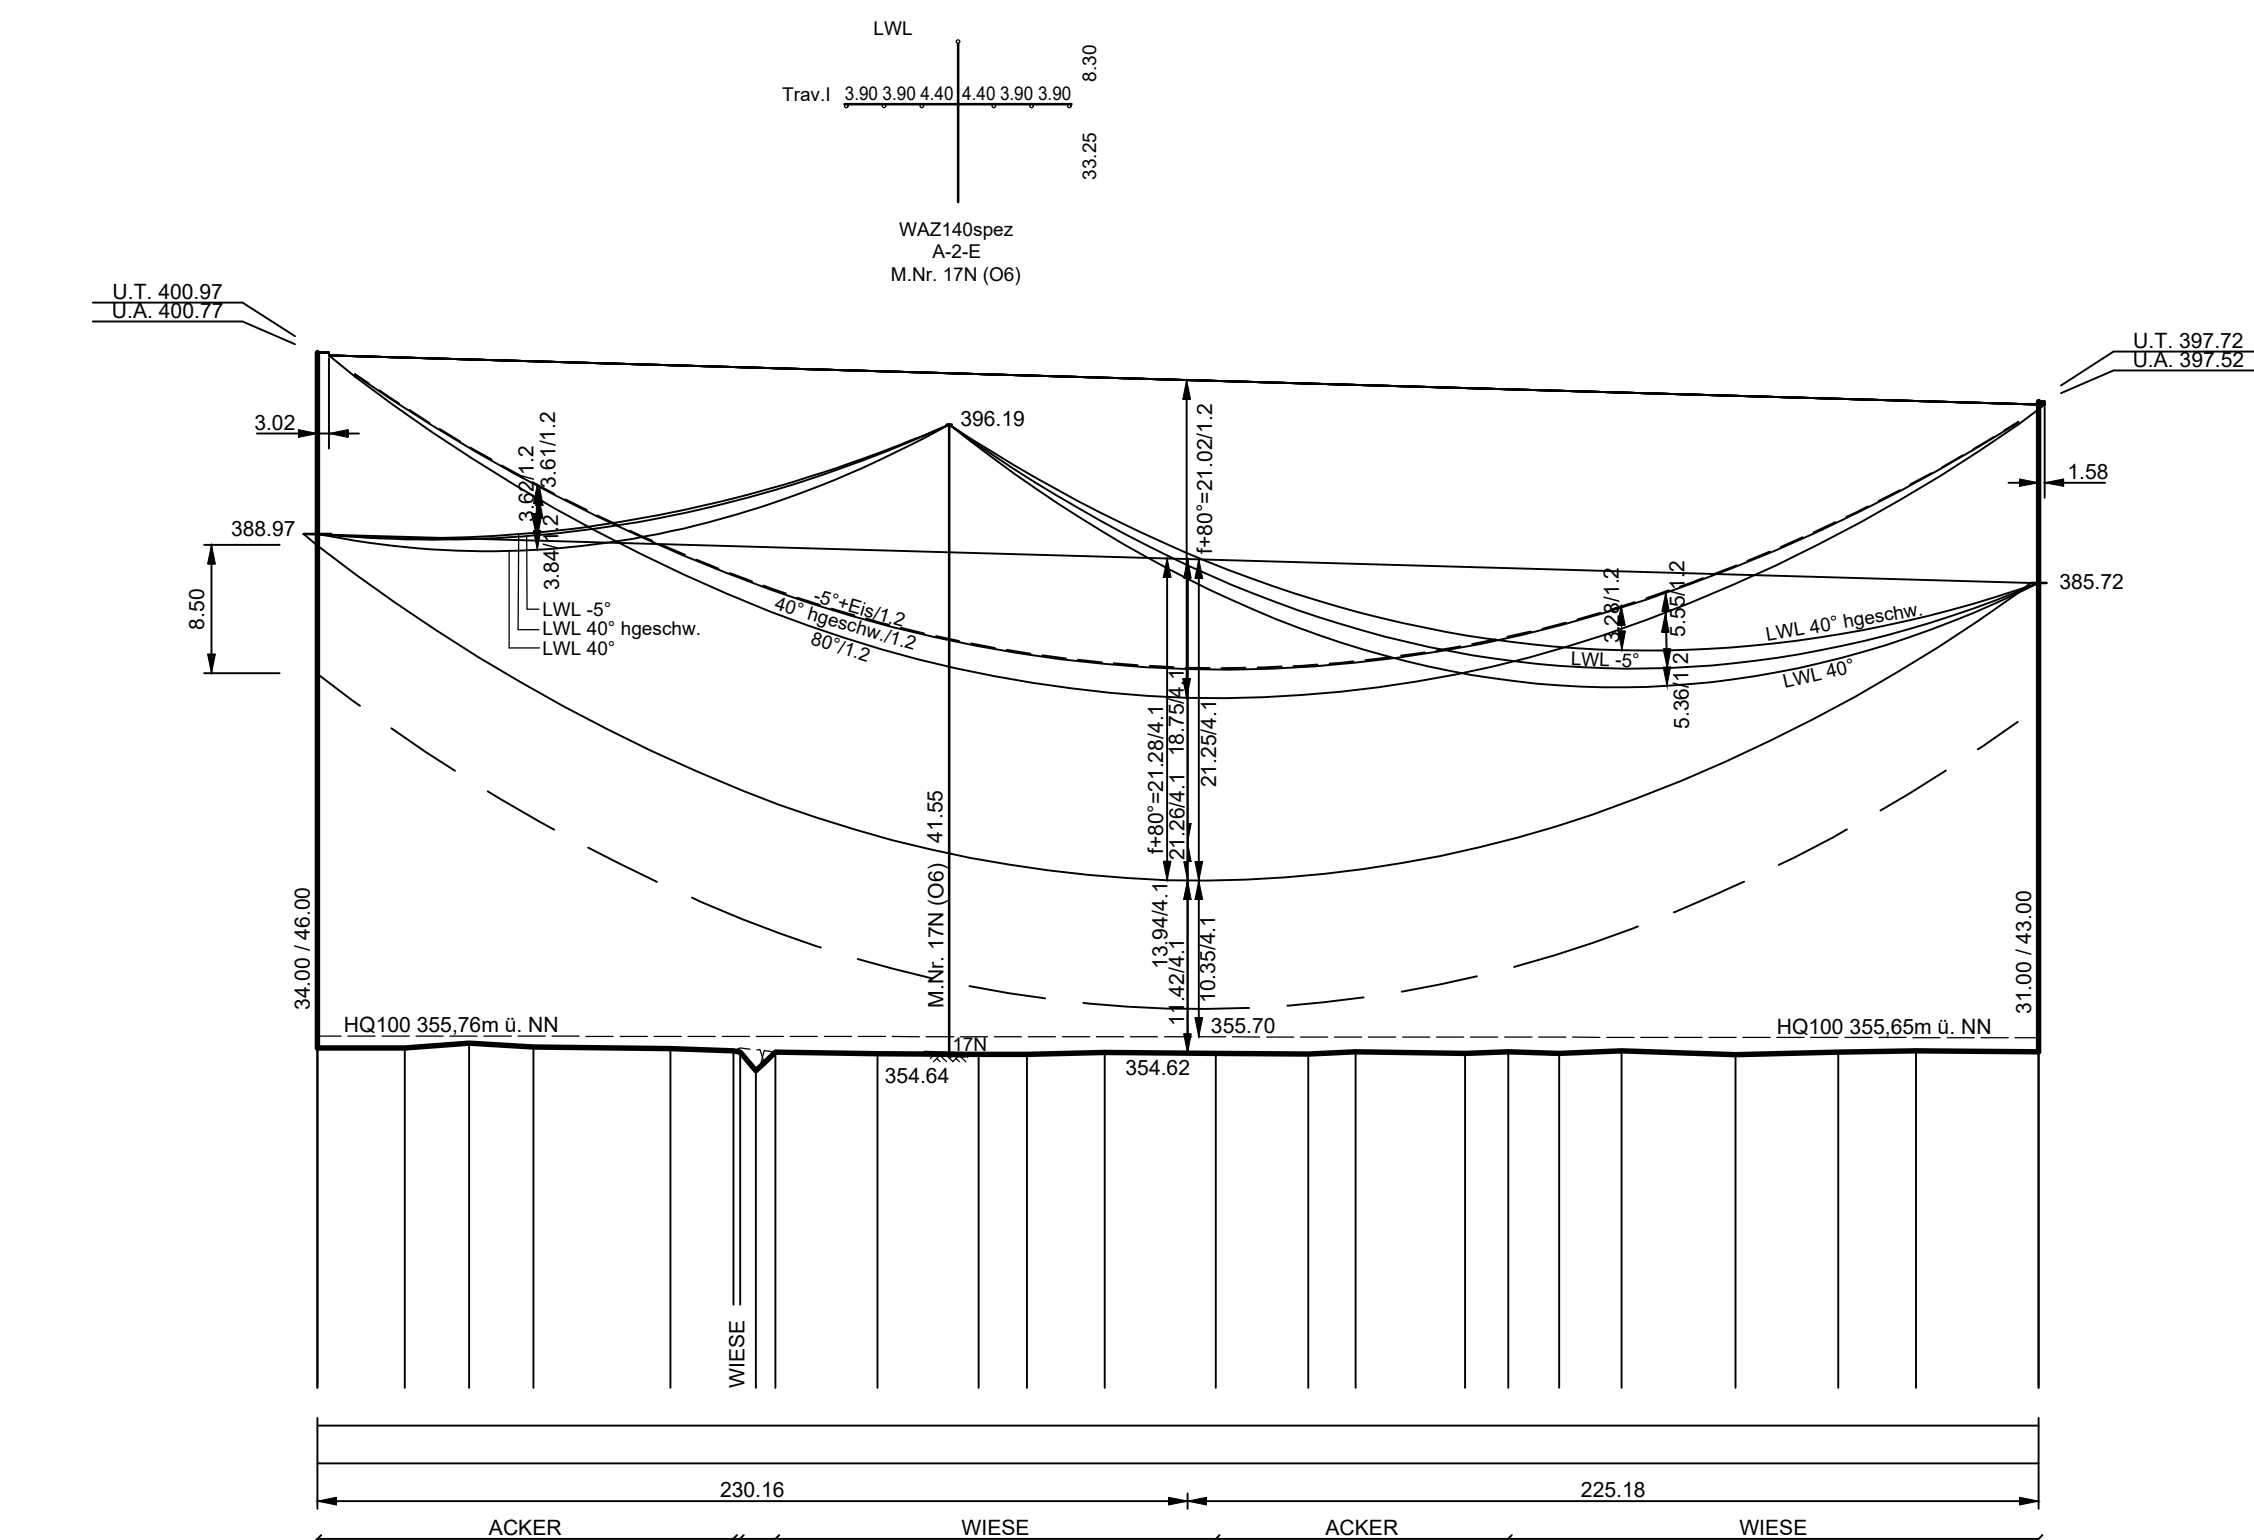 LWL
8.30
Trav.I 3.90 3.90 4.40 4.40 3.90 3.90
33.25
WAZ140spez
A-2-E
M.Nr. 17N (O6)
U.T. 400.97
U.A. 400.77
U.T. 397.72
U.A. 397.52
3.02
3.62/1.2
3.61/1.2
3.84/1.2
396.19
f+80°=21.02/1.2
1.58
388.97
385.72
8.50
LWL -5°
LWL 40° hgeschw.
LWL 40°
-5°+Eis/1.2
40° hgeschw./1.2
80°/1.2
3.28/1.2
5.55/1.2
5.36/1.2
LWL 40° hgeschw.
LWL -5°
LWL 40°
f+80°=21.28/4.1
18.75/4.1
21.26/4.1
21.25/4.1
M.Nr. 17N (O6) 41.55
13.94/4.1
11.42/4.1
10.35/4.1
34.00 / 46.00
31.00 / 43.00
HQ100 355,76m ü. NN
355.70
HQ100 355,65m ü. NN
17N
354.64
354.62
WIESE
230.16
225.18
ACKER
WIESE
ACKER
WIESE